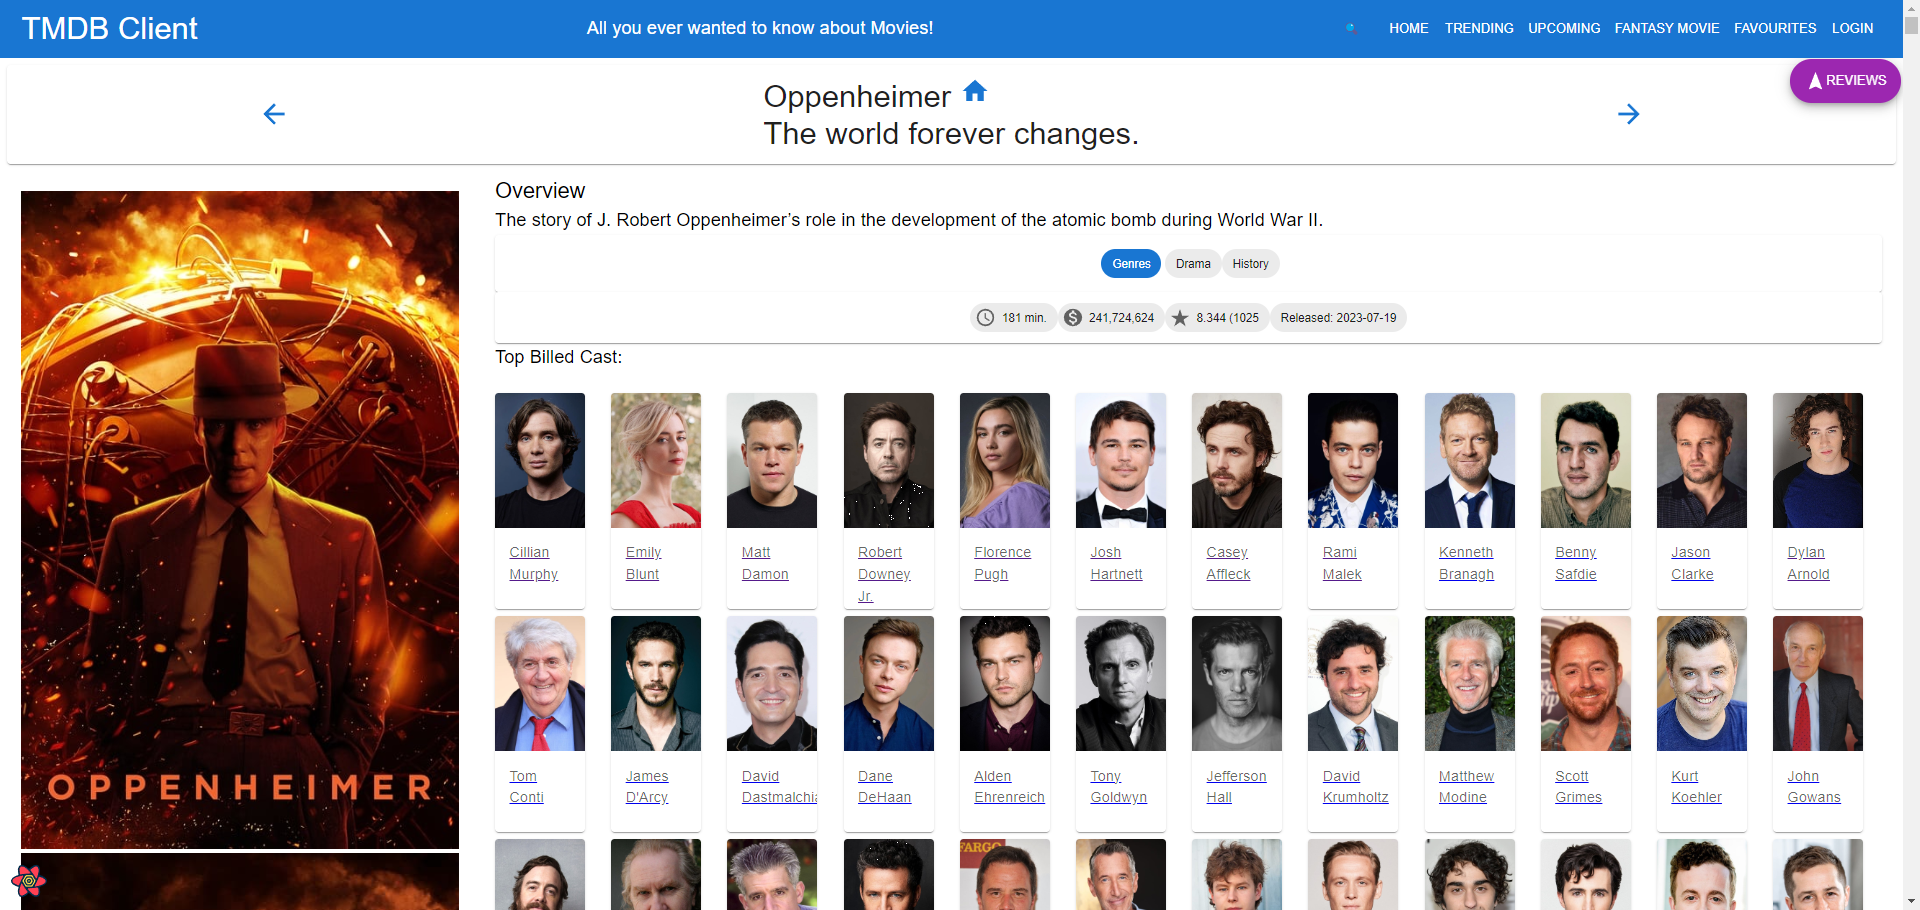 TMDB Client
All you ever wanted to know about Movies!
HOME TRENDING UPCOMING FANTASY MOVIE FAVOURITES LOGIN
REVIEWS
Oppenheimer
The world forever changes.
OPPENHEIMER
Overview
The story of J. Robert Oppenheimer’s role in the development of the atomic bomb during World War II.
Genres Drama History
181 min. 241,724,624 8.344 (1025 Released: 2023-07-19
Top Billed Cast:
Cillian
Murphy
Emily
Blunt
Matt
Damon
Robert
Downey
Jr.
Florence
Pugh
Josh
Hartnett
Casey
Affleck
Rami
Malek
Kenneth
Branagh
Benny
Safdie
Jason
Clarke
Dylan
Arnold
Tom
Conti
James
D'Arcy
David
Dastmalchi
Dane
DeHaan
Alden
Ehrenreich
Tony
Goldwyn
Jefferson
Hall
David
Krumholtz
Matthew
Modine
Scott
Grimes
Kurt
Koehler
John
Gowans
FARGO